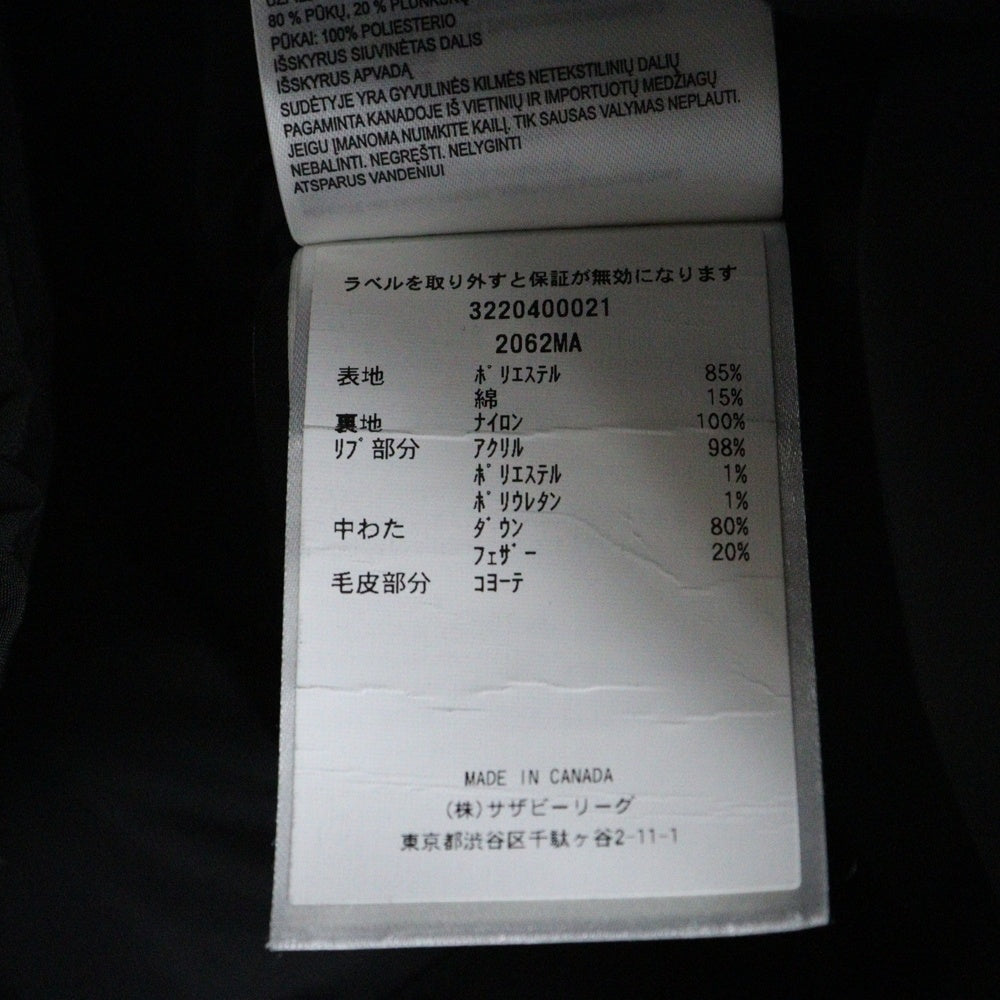 80 % PŪKŲ, 20 % PLUNKSNŲ
PŪKAI: 100% POLIESTERIO
IŠSKYRUS SIUVINĖTAS DALIS
IŠSKYRUS APVADĄ
SUDĖTYJE YRA GYVULINĖS KILMĖS NETEKSTILINIŲ DALIŲ
PAGAMINTA KANADOJE IŠ VIETINIŲ IR IMPORTUOTŲ MEDŽIAGŲ
JEIGU ĮMANOMA NUIMKITE KAILĮ. TIK SAUSAS VALYMAS NEPLAUTI.
NEBALINTI. NEGRĘŠTI. NELYGINTI
ATSPARUS VANDENIUI
ラベルを取り外すと保証が無効になります
3220400021
2062MA
表地 ﾎﾟﾘｴｽﾃﾙ 85%
綿 15%
裏地 ﾅｲﾛﾝ 100%
ﾘﾌﾞ部分 ｱｸﾘﾙ 98%
ﾎﾟﾘｴｽﾃﾙ 1%
ﾎﾟﾘｳﾚﾀﾝ 1%
中わた ﾀﾞｳﾝ 80%
ﾌｪｻﾞｰ 20%
毛皮部分 ｺﾖｰﾃ
MADE IN CANADA
(株)サザビーリーグ
東京都渋谷区千駄ヶ谷2-11-1